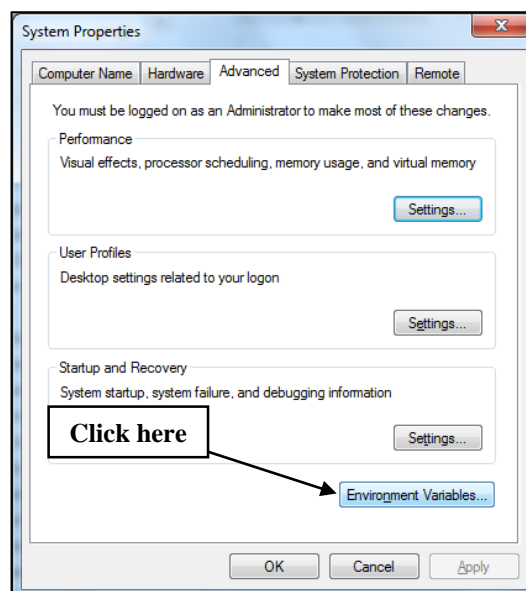 System Properties
Computer Name Hardware Advanced System Protection Remote
You must be logged on as an Administrator to make most of these changes.
Performance
Visual effects, processor scheduling, memory usage, and virtual memory
Settings...
User Profiles
Desktop settings related to your logon
Settings...
Startup and Recovery
System startup, system failure, and debugging information
Click here
Settings...
Environment Variables...
OK Cancel Apply